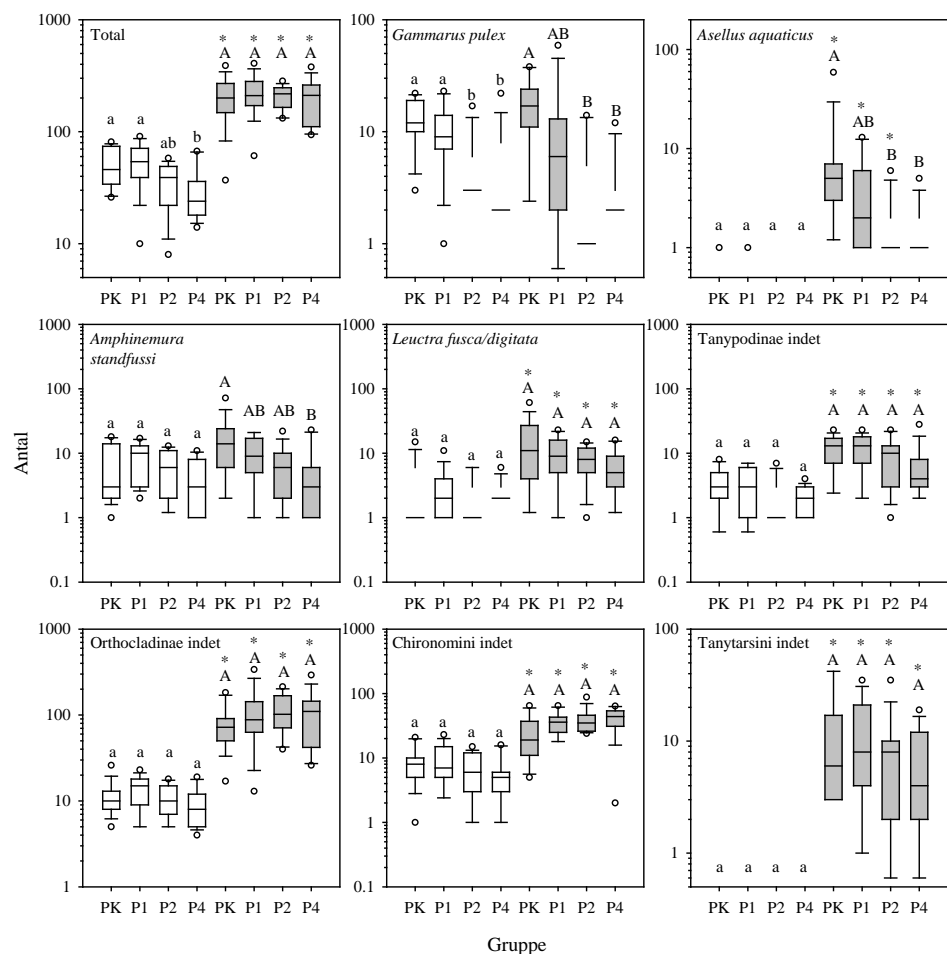 Total
Gammarus pulex
Asellus aquaticus
1000
100
10
a a ab b * * * *
A A A A
PK P1 P2 P4 PK P1 P2 P4
100
10
1
a a b b A AB B B
PK P1 P2 P4 PK P1 P2 P4
100
10
1
a a a a * * *
A AB B B
PK P1 P2 P4 PK P1 P2 P4
Antal
Amphinemura
standfussi
1000
100
10
1
0.1
a a a a A AB AB B
PK P1 P2 P4 PK P1 P2 P4
Leuctra fusca/digitata
1000
100
10
1
0.1
a a a a * * * *
A A A A
PK P1 P2 P4 PK P1 P2 P4
Tanypodinae indet
1000
100
10
1
0.1
a a a a * * * *
A A A A
PK P1 P2 P4 PK P1 P2 P4
Orthocladinae indet
1000
100
10
1
a a a a * * * *
A A A A
PK P1 P2 P4 PK P1 P2 P4
Chironomini indet
1000
100
10
1
0.1
a a a a * * * *
A A A A
PK P1 P2 P4 PK P1 P2 P4
Tanytarsini indet
100
10
1
a a a a * * * *
A A A A
PK P1 P2 P4 PK P1 P2 P4
Gruppe